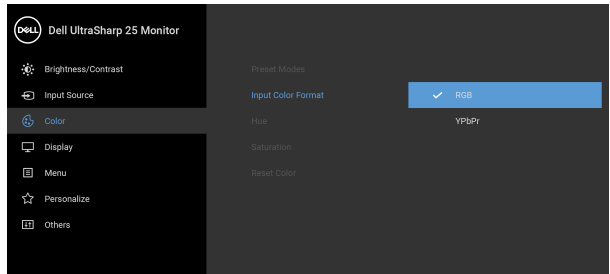 DELL Dell UltraSharp 25 Monitor
Brightness/Contrast
Preset Modes
Input Source
Input Color Format
RGB
Color
Hue
YPbPr
Display
Saturation
Menu
Reset Color
Personalize
Others